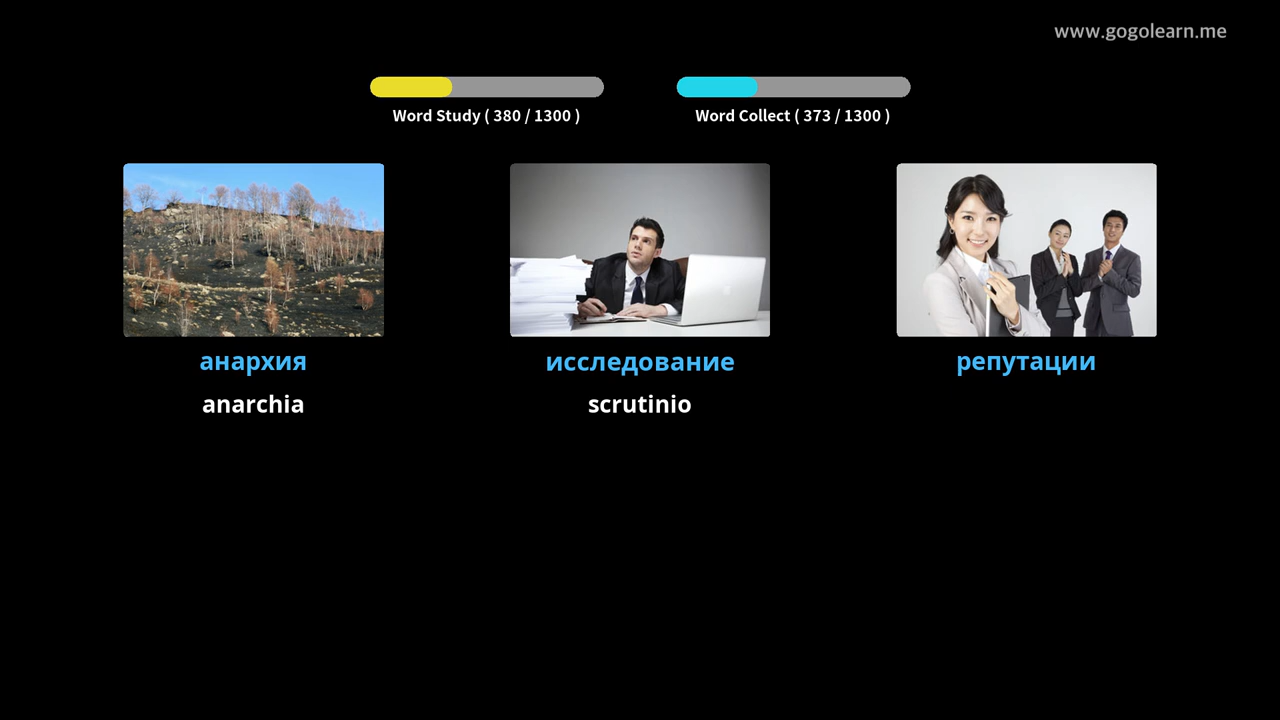 www.gogolearn.me
Word Study ( 380 / 1300 )
Word Collect ( 373 / 1300 )
анархия
исследование
репутации
anarchia
scrutinio